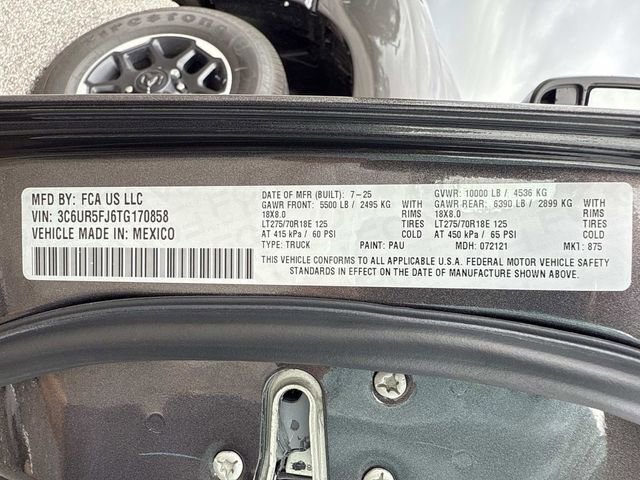 Firestone
MFD BY: FCA US LLC
VIN: 3C6UR5FJ6TG170858
VEHICLE MADE IN: MEXICO
DATE OF MFR (BUILT): 7-25 GVWR: 10000 LB / 4536 KG
GAWR FRONT: 5500 LB / 2495 KG WITH GAWR REAR: 6390 LB / 2899 KG WITH
18X8.0 RIMS 18X8.0 RIMS
LT275/70R18E 125 TIRES LT275/70R18E 125 TIRES
AT 415 kPa / 60 PSI COLD AT 450 kPa / 65 PSI COLD
TYPE: TRUCK PAINT: PAU MDH: 072121 MK1: 875
THIS VEHICLE CONFORMS TO ALL APPLICABLE U.S.A. FEDERAL MOTOR VEHICLE SAFETY
STANDARDS IN EFFECT ON THE DATE OF MANUFACTURE SHOWN ABOVE.